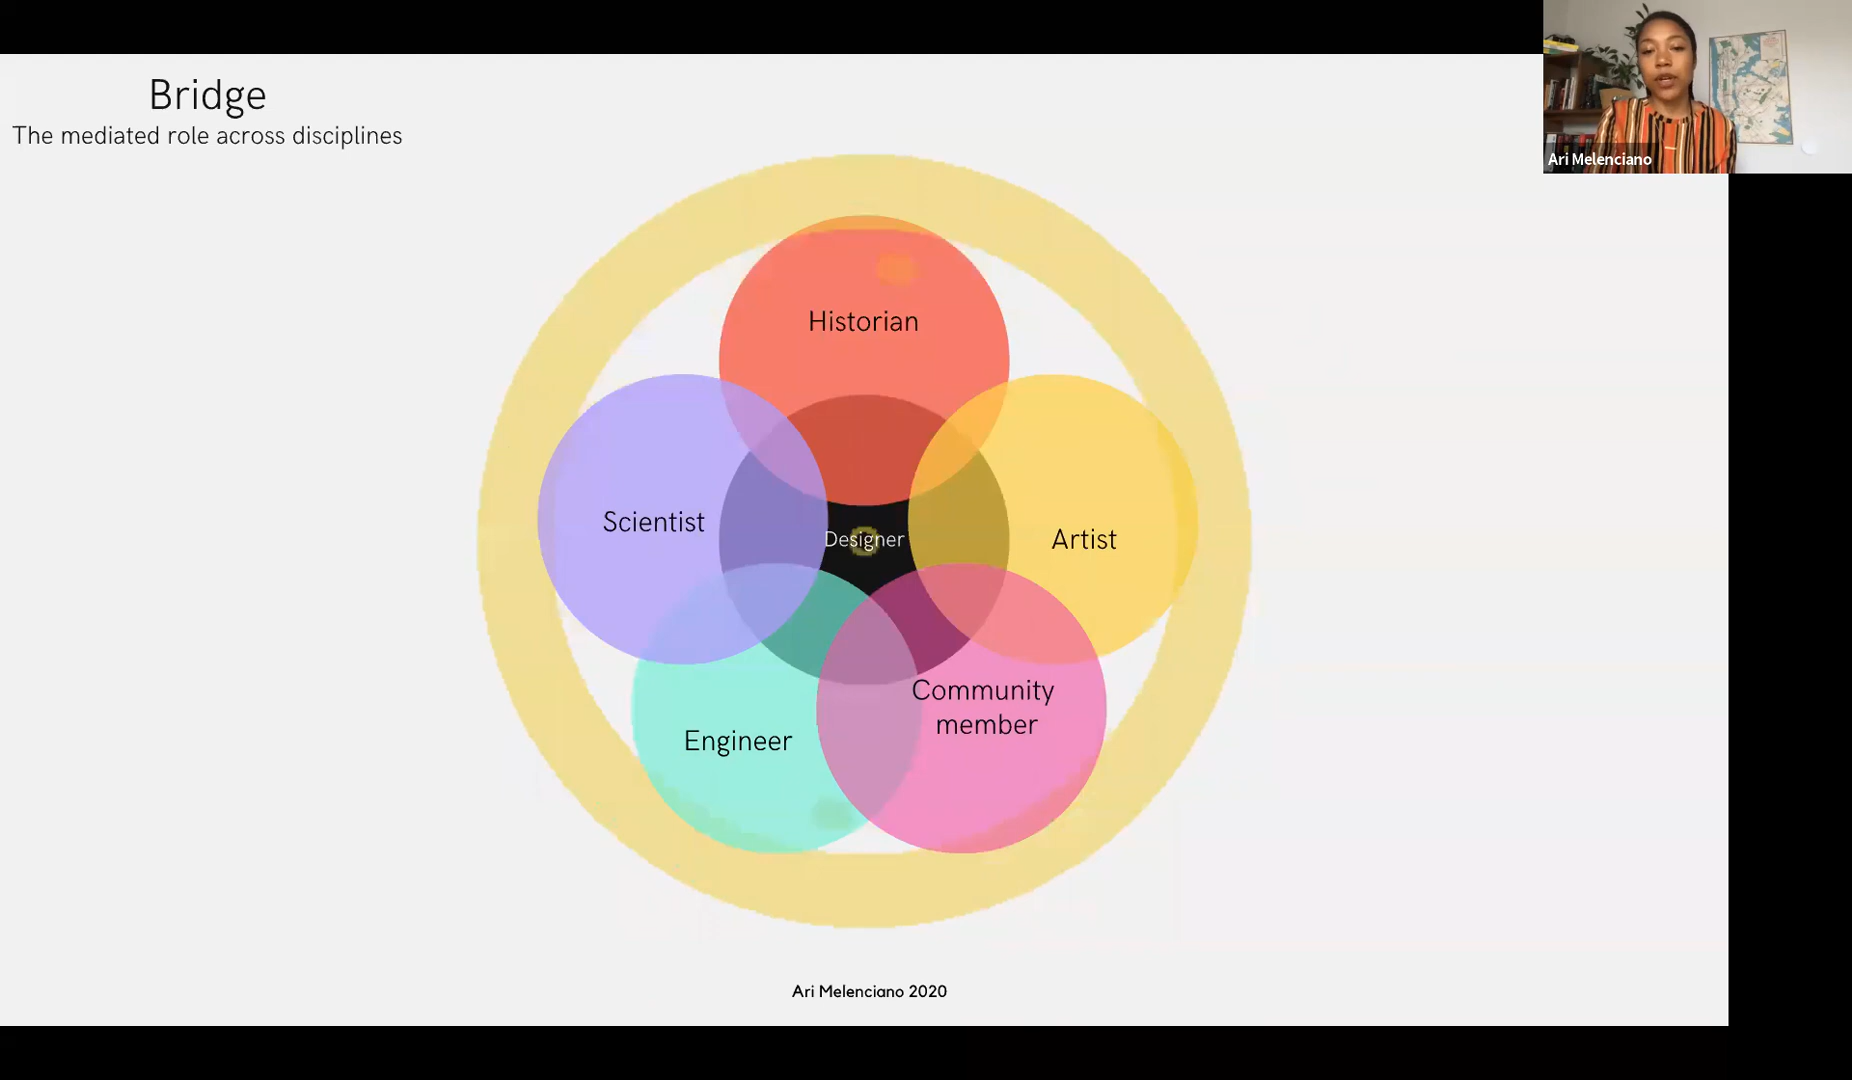 Bridge
The mediated role across disciplines
Ari Melenciano
Historian
Scientist
Designer
Artist
Community
member
Engineer
Ari Melenciano 2020